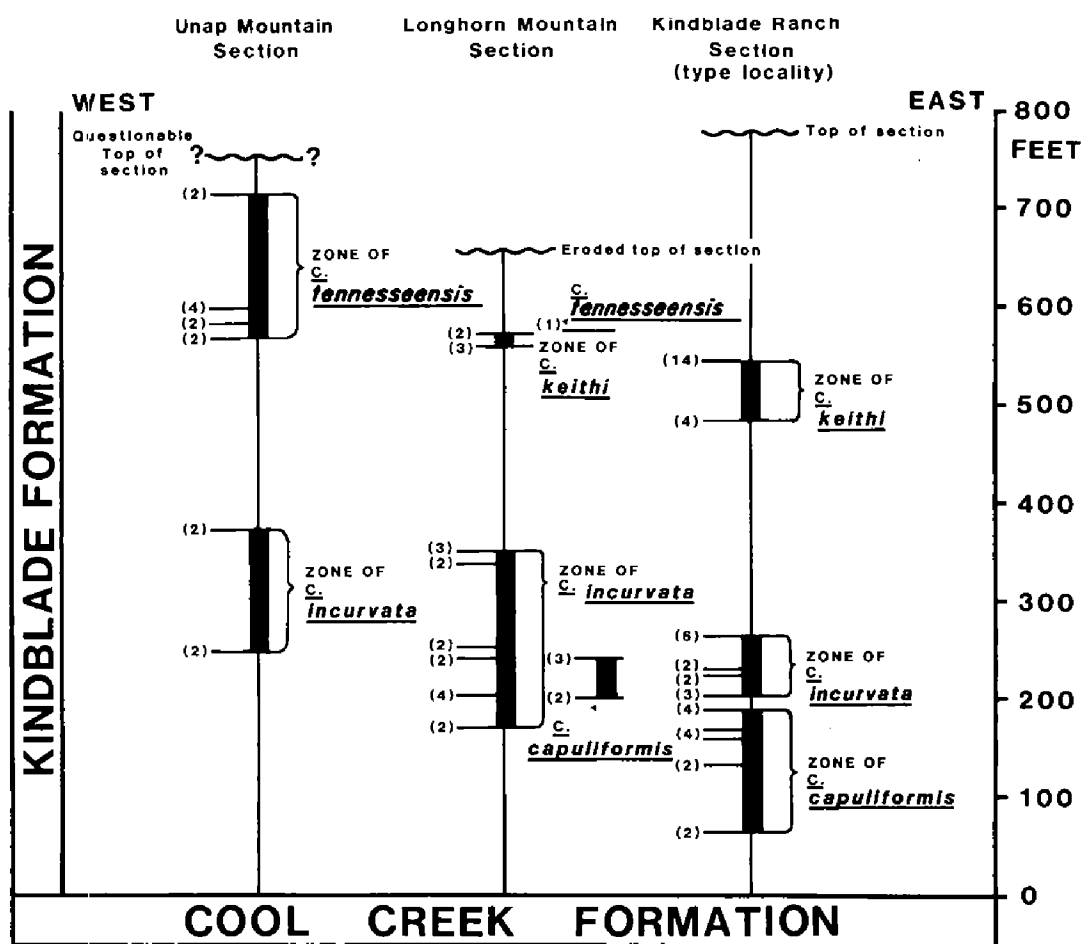 Unap Mountain
Section
Longhorn Mountain
Section
Kindblade Ranch
Section
(type locality)
WEST
EAST
800
FEET
700
600
500
400
300
200
100
0
KINDBLADE FORMATION
Questionable
Top of
section
?
?
(2)
(4)
(2)
(2)
ZONE OF
C.
tennesseensis
(2)
(2)
ZONE OF
C.
incurvata
Eroded top of section
C.
tennesseensis
(1)
(2)
(3)
ZONE OF
C.
keithi
(3)
(2)
(2)
(2)
(4)
(2)
ZONE OF
C. incurvata
(3)
(2)
C.
capuliformis
Top of section
(14)
(4)
ZONE OF
C.
keithi
(6)
(2)
(2)
(3)
ZONE OF
C.
incurvata
(4)
(4)
(2)
(2)
ZONE OF
C.
capuliformis
COOL CREEK FORMATION